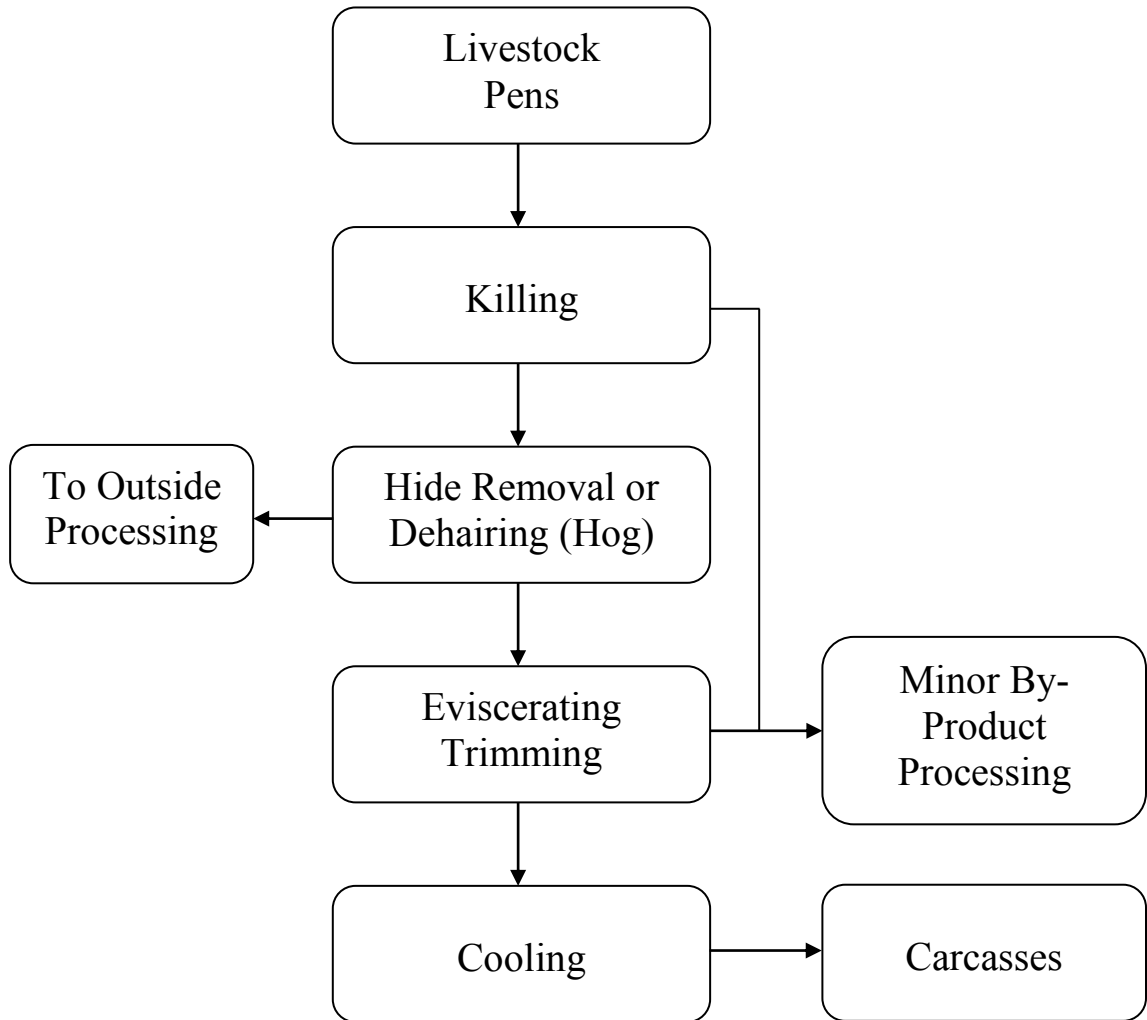 Livestock
Pens
Killing
To Outside
Processing
Hide Removal or
Dehairing (Hog)
Eviscerating
Trimming
Minor By-
Product
Processing
Cooling
Carcasses